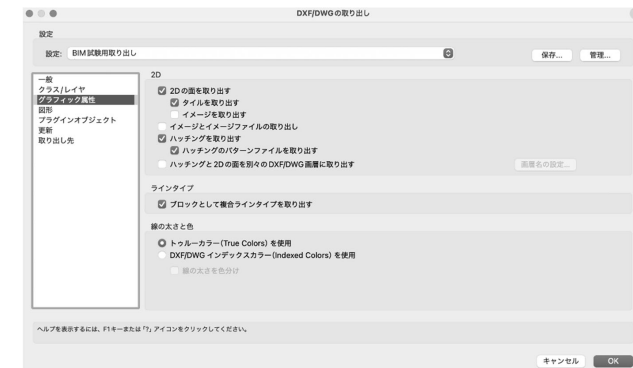 DXF/DWGの取り出し
設定
設定: BIM試験用取り出し
保存... 管理...
一般
クラス/レイヤ
グラフィック属性
図形
プラグインオブジェクト
更新
取り出し先
2D
2Dの面を取り出す
タイルを取り出す
イメージを取り出す
イメージとイメージファイルの取り出し
ハッチングを取り出す
ハッチングのパターンファイルを取り出す
ハッチングと2Dの面を別々のDXF/DWG画層に取り出す 画層名の設定...
ラインタイプ
ブロックとして複合ラインタイプを取り出す
線の太さと色
トゥルーカラー(True Colors)を使用
DXF/DWG インデックスカラー(Indexed Colors)を使用
線の太さを色分け
ヘルプを表示するには、F1キーまたは「?」アイコンをクリックしてください。
キャンセル OK